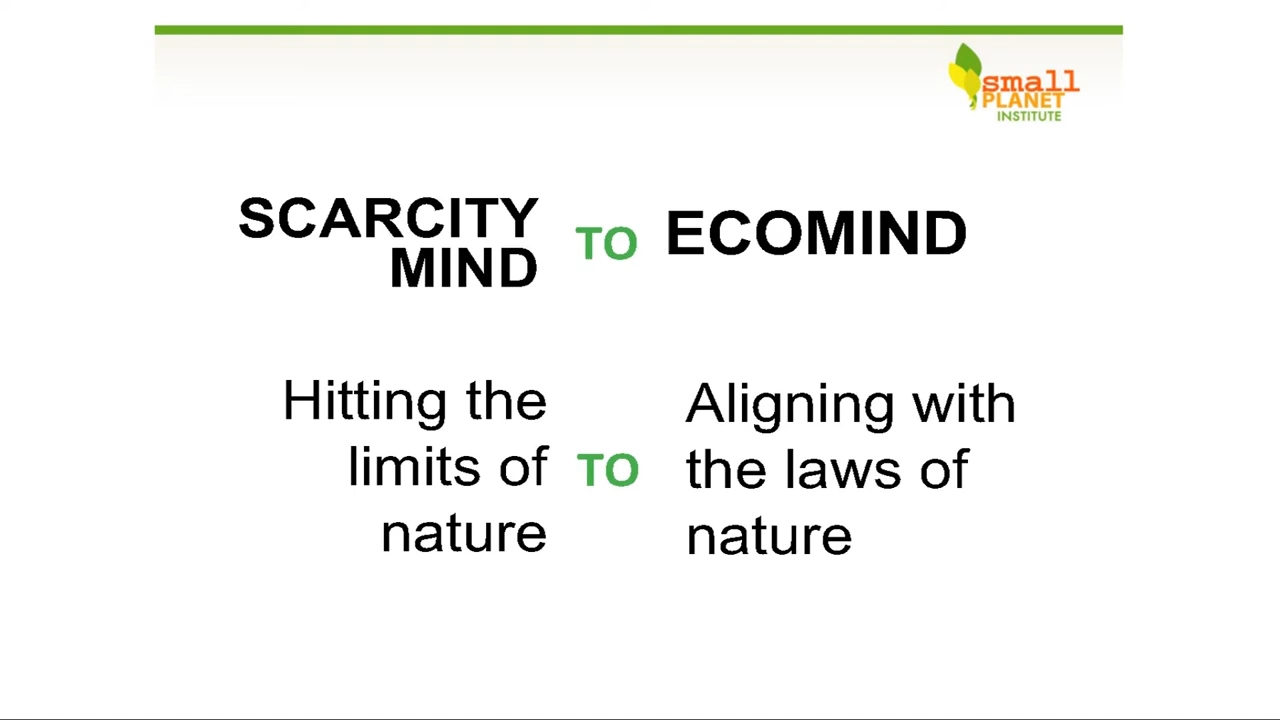 small
PLANET
INSTITUTE
SCARCITY
MIND
TO
ECOMIND
Hitting the
limits of
nature
TO
Aligning with
the laws of
nature